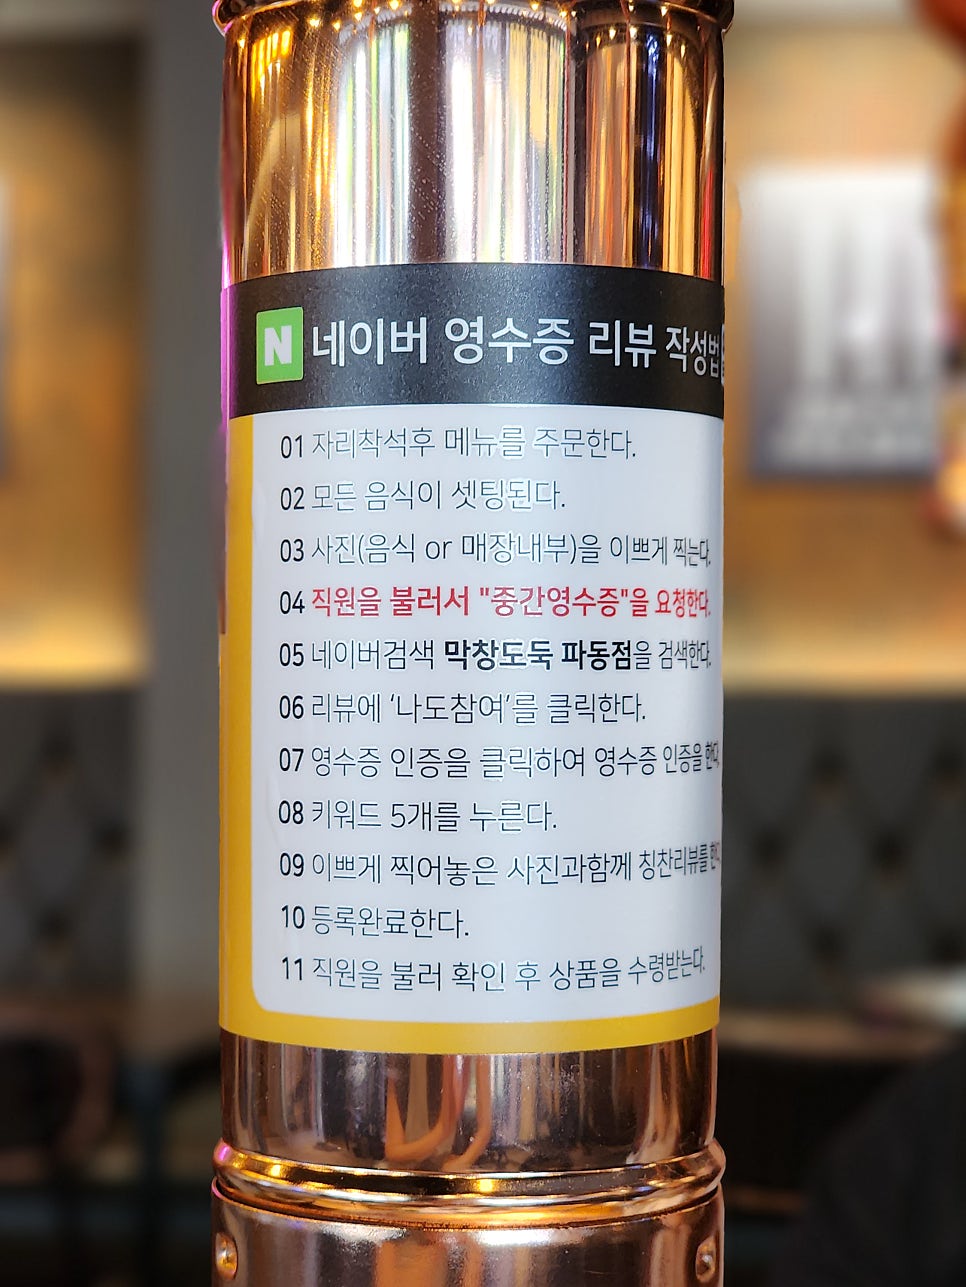 N 네이버 영수증 리뷰 작성법
01 자리착석후 메뉴를 주문한다.
02 모든 음식이 셋팅된다.
03 사진(음식 or 매장내부)을 이쁘게 찍는다.
04 직원을 불러서 "중간영수증"을 요청한다.
05 네이버검색 막창도둑 파동점을 검색한다.
06 리뷰에 ‘나도참여’를 클릭한다.
07 영수증 인증을 클릭하여 영수증 인증을 한다.
08 키워드 5개를 누른다.
09 이쁘게 찍어놓은 사진과함께 칭찬리뷰를 한다.
10 등록완료한다.
11 직원을 불러 확인 후 상품을 수령받는다.